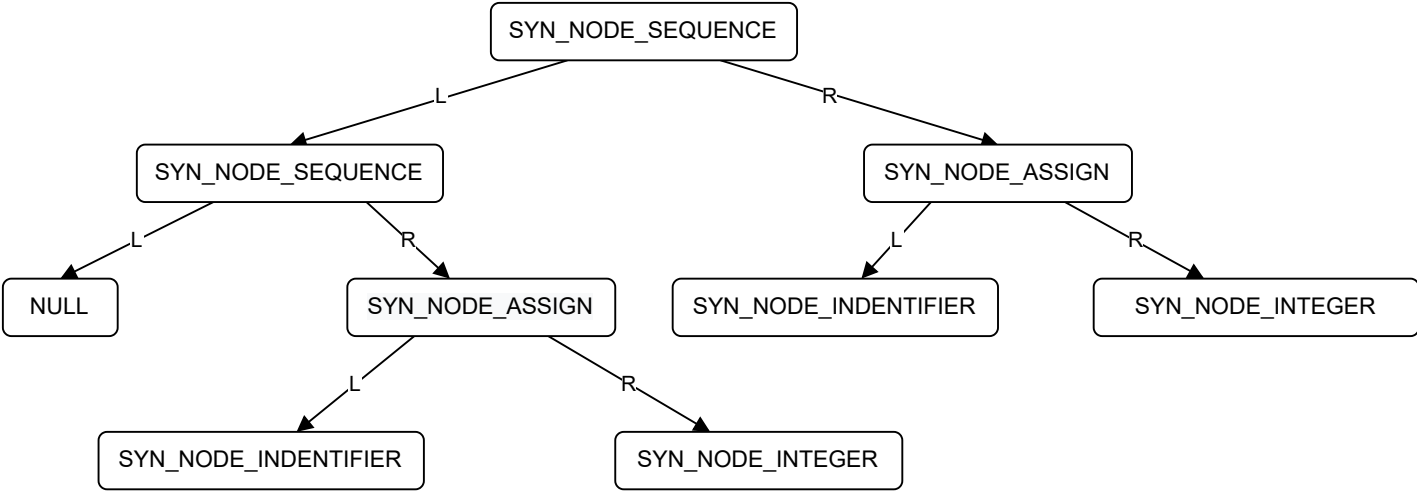 SYN_NODE_SEQUENCE
L
R
SYN_NODE_SEQUENCE
SYN_NODE_ASSIGN
L
R
L
R
NULL
SYN_NODE_ASSIGN
SYN_NODE_INDENTIFIER
SYN_NODE_INTEGER
L
R
SYN_NODE_INDENTIFIER
SYN_NODE_INTEGER